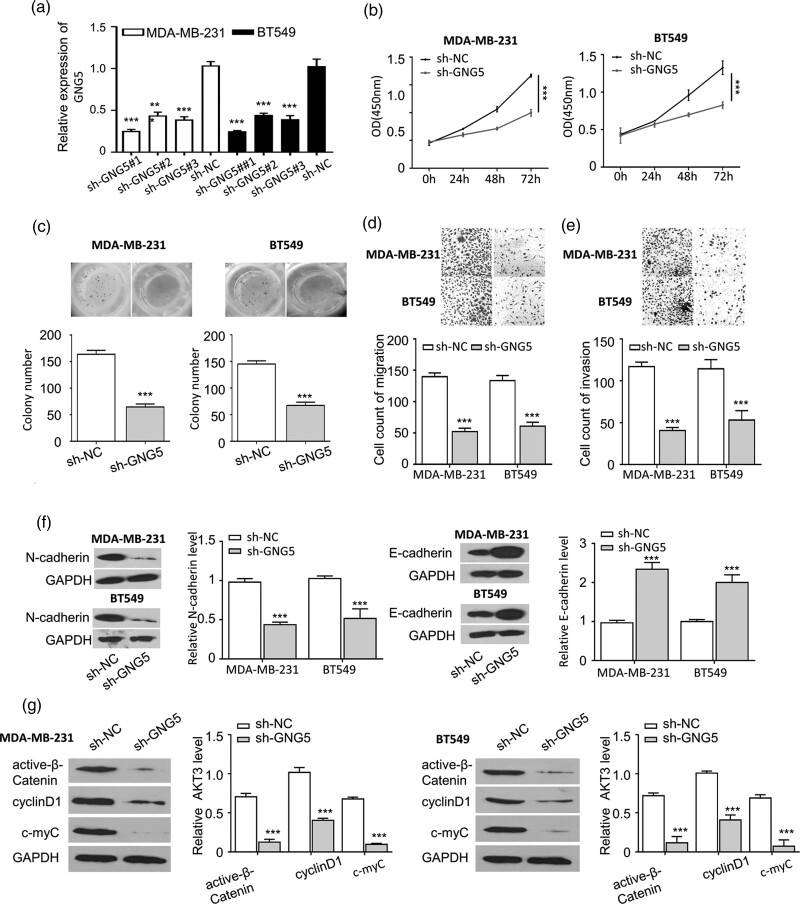 (a)
Relative expression of
GNG5
1.5
1.0
0.5
0.0
MDA-MB-231
BT549
***
**
*
***
***
***
***
sh-GNG5#1
sh-GNG5#2
sh-GNG5#3
sh-NC
sh-GNG5##1
sh-GNG5#2
sh-GNG5#3
sh-NC
(b)
MDA-MB-231
sh-NC
sh-GNG5
OD(450nm)
1.5
1.0
0.5
0.0
0h
24h
48h
72h
***
BT549
sh-NC
sh-GNG5
OD(450nm)
1.5
1.0
0.5
0.0
0h
24h
48h
72h
***
(c)
MDA-MB-231
BT549
Colony number
200
150
100
50
0
***
sh-NC
sh-GNG5
Colony number
200
150
100
50
0
***
sh-NC
sh-GNG5
(d)
MDA-MB-231
BT549
Cell count of migration
200
150
100
50
0
sh-NC
sh-GNG5
***
***
MDA-MB-231
BT549
(e)
MDA-MB-231
BT549
Cell count of invasion
150
100
50
0
sh-NC
sh-GNG5
***
***
MDA-MB-231
BT549
(f)
MDA-MB-231
N-cadherin
GAPDH
BT549
N-cadherin
GAPDH
sh-NC
sh-GNG5
Relative N-cadherin level
1.5
1
0.5
0
sh-NC
sh-GNG5
***
***
MDA-MB-231
BT549
MDA-MB-231
E-cadherin
GAPDH
BT549
E-cadherin
GAPDH
sh-NC
sh-GNG5
Relative E-cadherin level
3
2
1
0
sh-NC
sh-GNG5
***
***
MDA-MB-231
BT549
(g)
MDA-MB-231
sh-NC
sh-GNG5
active-β-
Catenin
cyclinD1
c-myC
GAPDH
Relative AKT3 level
1.5
1.0
0.5
0
sh-NC
sh-GNG5
***
***
***
active-β-
Catenin
cyclinD1
c-myC
BT549
sh-NC
sh-GNG5
active-β-
Catenin
cyclinD1
c-myC
GAPDH
Relative AKT3 level
1.5
1.0
0.5
0
sh-NC
sh-GNG5
***
***
***
active-β-
Catenin
cyclinD1
c-myC